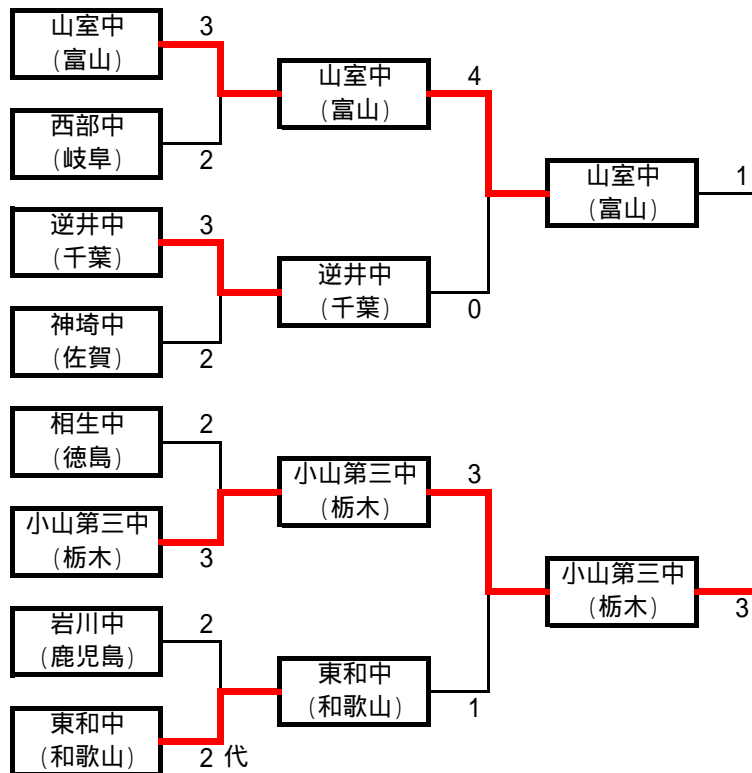 山室中
(富山)
3
西部中
(岐阜)
2
逆井中
(千葉)
3
神埼中
(佐賀)
2
相生中
(徳島)
2
小山第三中
(栃木)
3
岩川中
(鹿児島)
2
東和中
(和歌山)
2 代
山室中
(富山)
4
逆井中
(千葉)
0
小山第三中
(栃木)
3
東和中
(和歌山)
1
山室中
(富山)
1
小山第三中
(栃木)
3